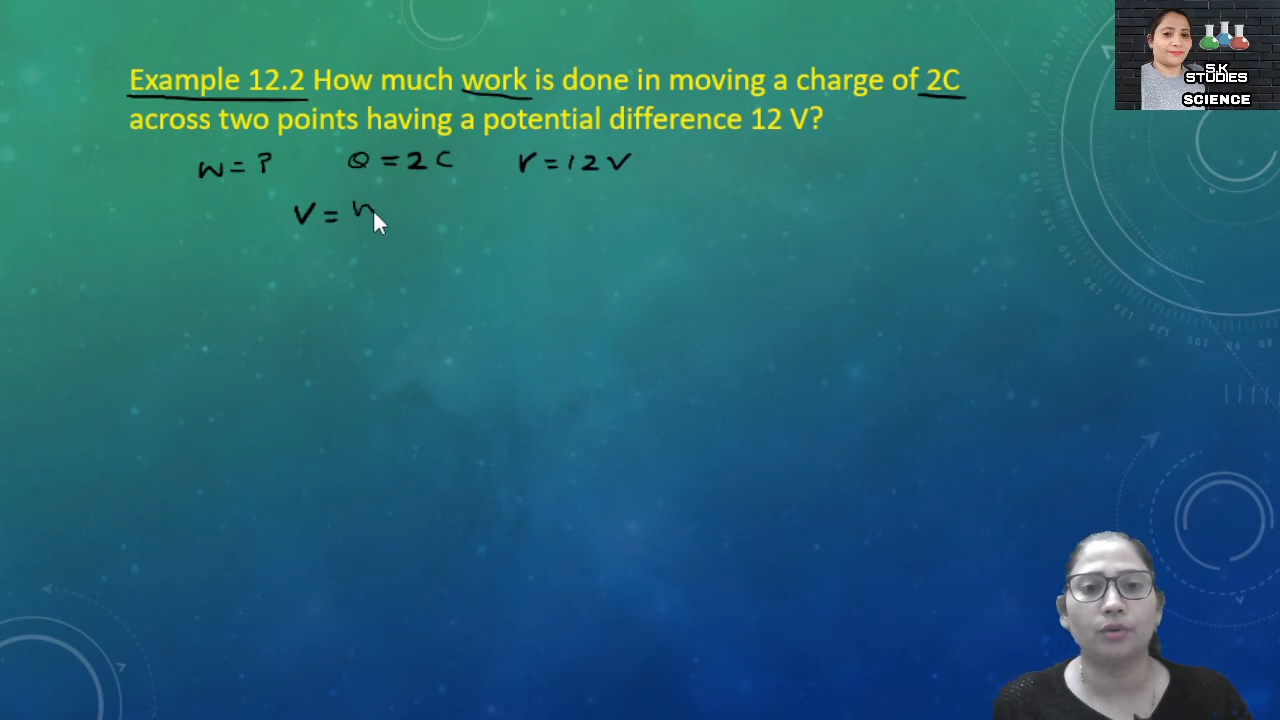 Example 12.2 How much work is done in moving a charge of 2C
across two points having a potential difference 12 V?
W = ? Q = 2 C V = 12 V
V = W
S.K
STUDIES
SCIENCE